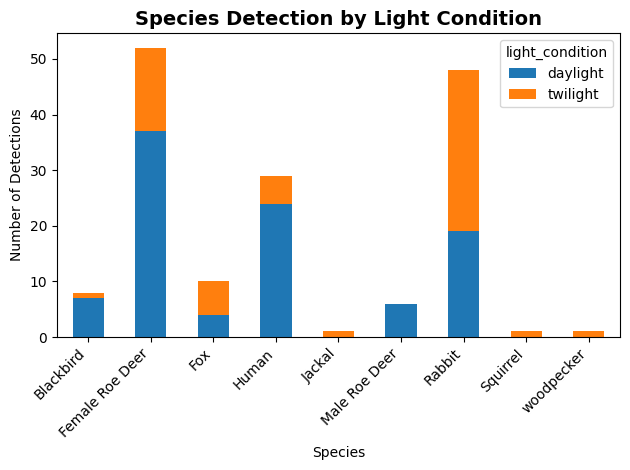 Species Detection by Light Condition
light_condition
daylight
twilight
Number of Detections
50
40
30
20
10
0
Blackbird
Female Roe Deer
Fox
Human
Jackal
Male Roe Deer
Rabbit
Squirrel
woodpecker
Species